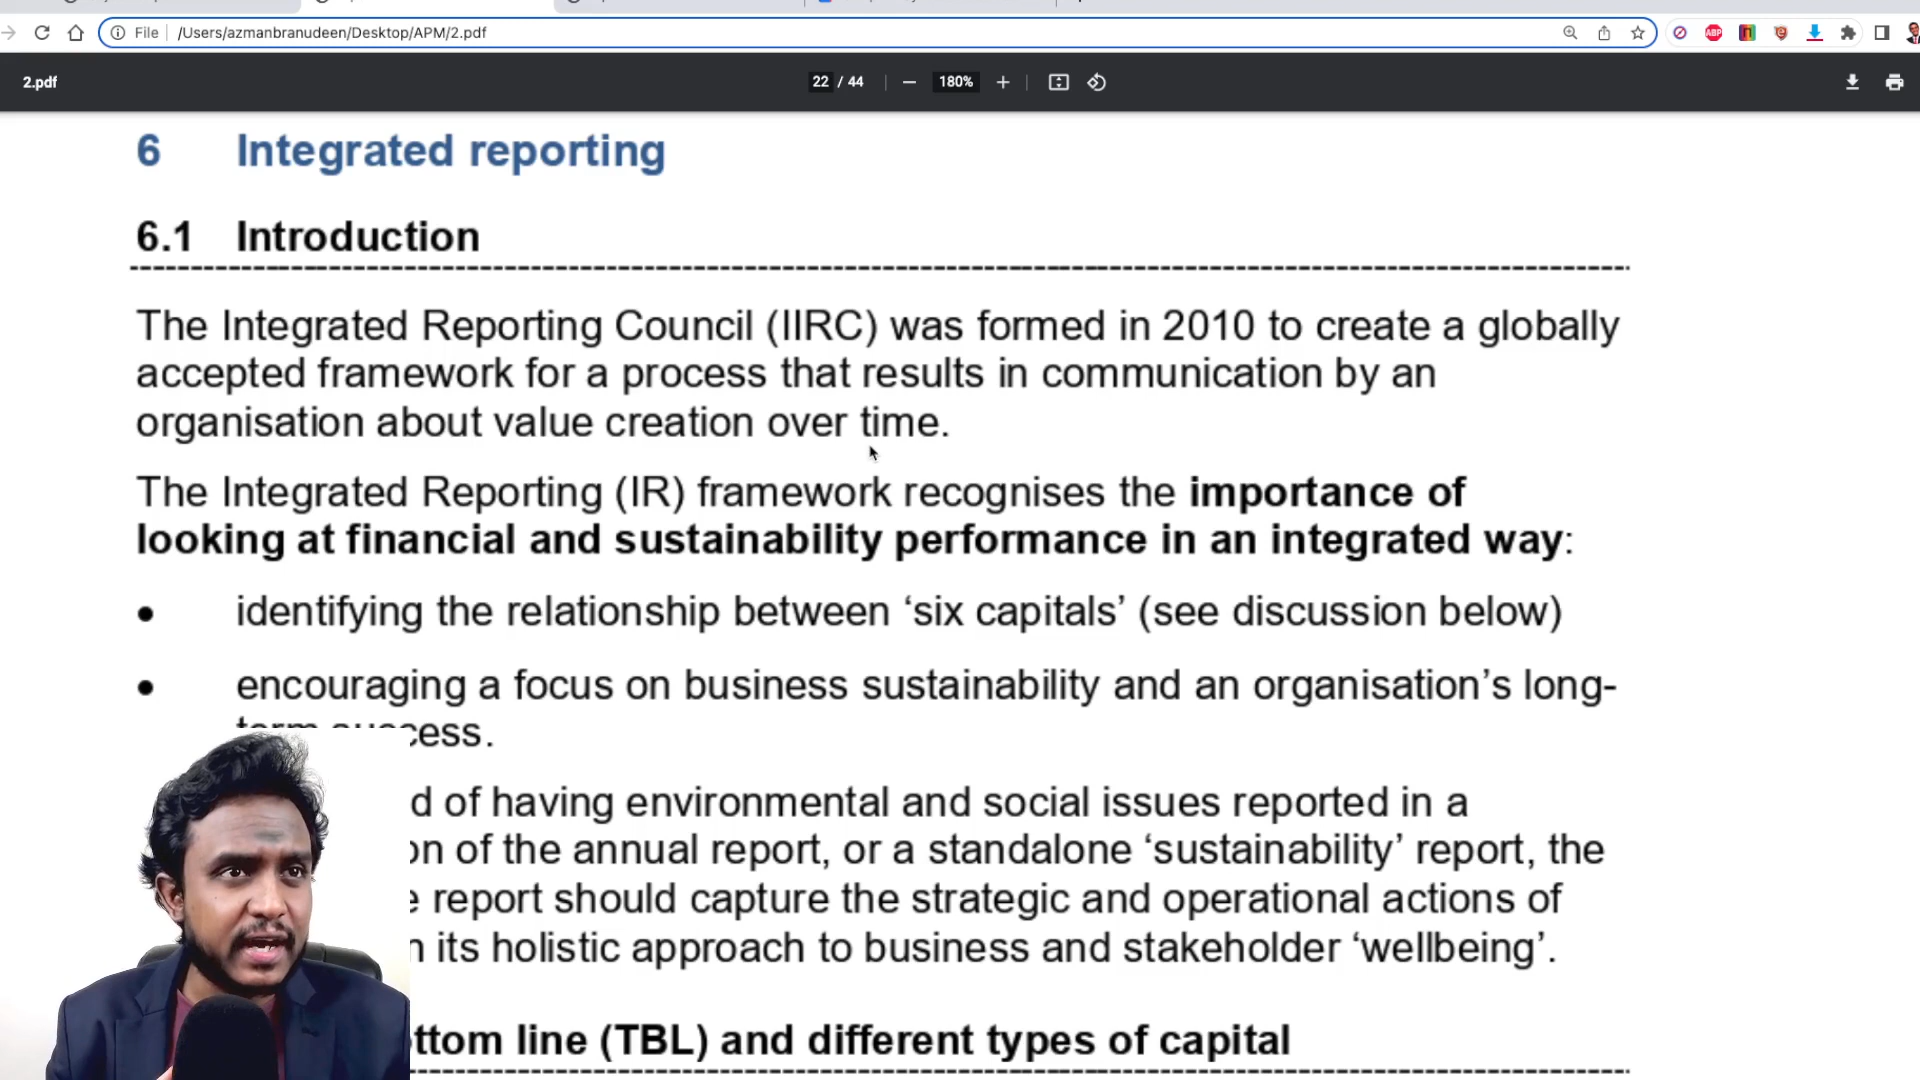 File
/Users/azmanbranudeen/Desktop/APM/2.pdf
ABP
2.pdf
22 / 44
180%
6 Integrated reporting
6.1 Introduction
The Integrated Reporting Council (IIRC) was formed in 2010 to create a globally
accepted framework for a process that results in communication by an
organisation about value creation over time.
The Integrated Reporting (IR) framework recognises the importance of
looking at financial and sustainability performance in an integrated way:
• identifying the relationship between ‘six capitals’ (see discussion below)
• encouraging a focus on business sustainability and an organisation’s long-
term success.
d of having environmental and social issues reported in a
on of the annual report, or a standalone ‘sustainability’ report, the
e report should capture the strategic and operational actions of
n its holistic approach to business and stakeholder ‘wellbeing’.
ttom line (TBL) and different types of capital